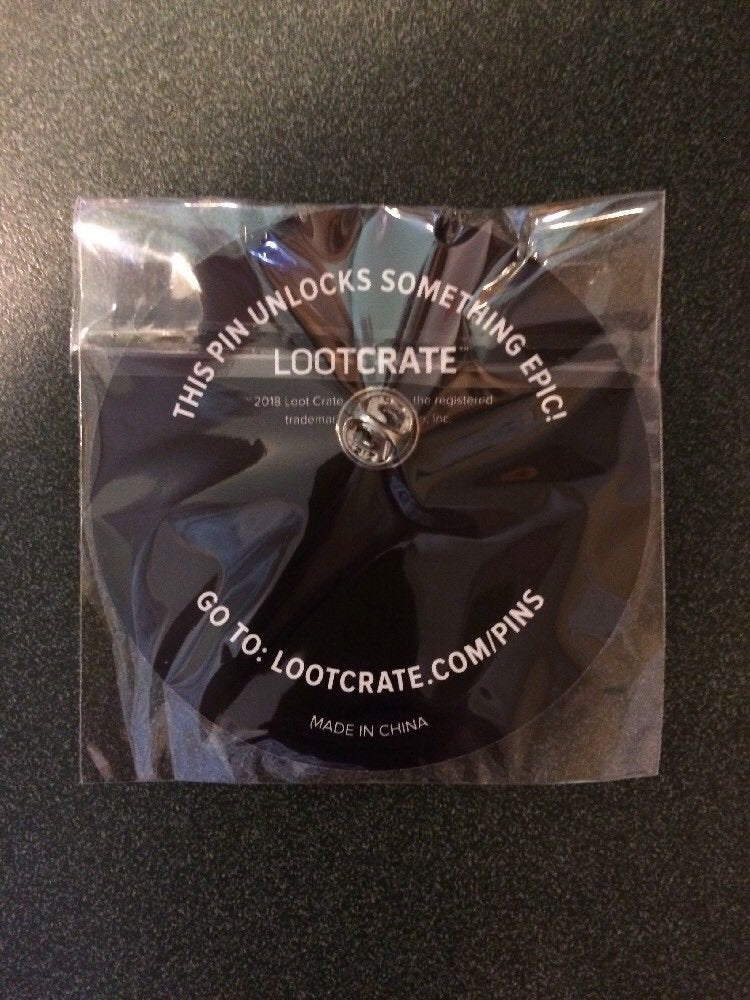 THIS PIN UNLOCKS SOMETHING EPIC!
LOOTCRATE™
2018 Loot Crate the registered
Inc.
GO TO: LOOTCRATE.COM/PINS
MADE IN CHINA